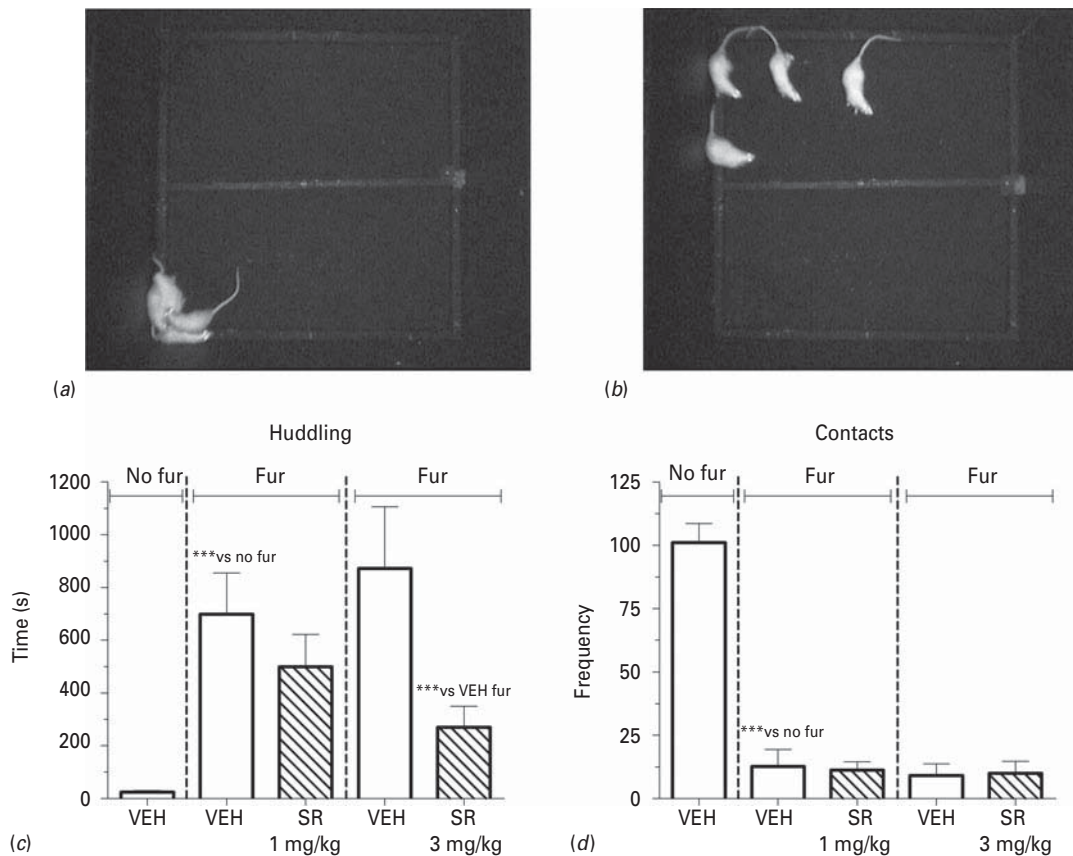 (a)
(b)
Huddling
No fur Fur Fur
1200
1000
800
600
400
200
0
Time (s)
***vs no fur
***vs VEH fur
VEH VEH SR VEH SR
1 mg/kg 3 mg/kg
(c)
Contacts
No fur Fur Fur
125
100
75
50
25
0
Frequency
***vs no fur
VEH VEH SR VEH SR
1 mg/kg 3 mg/kg
(d)